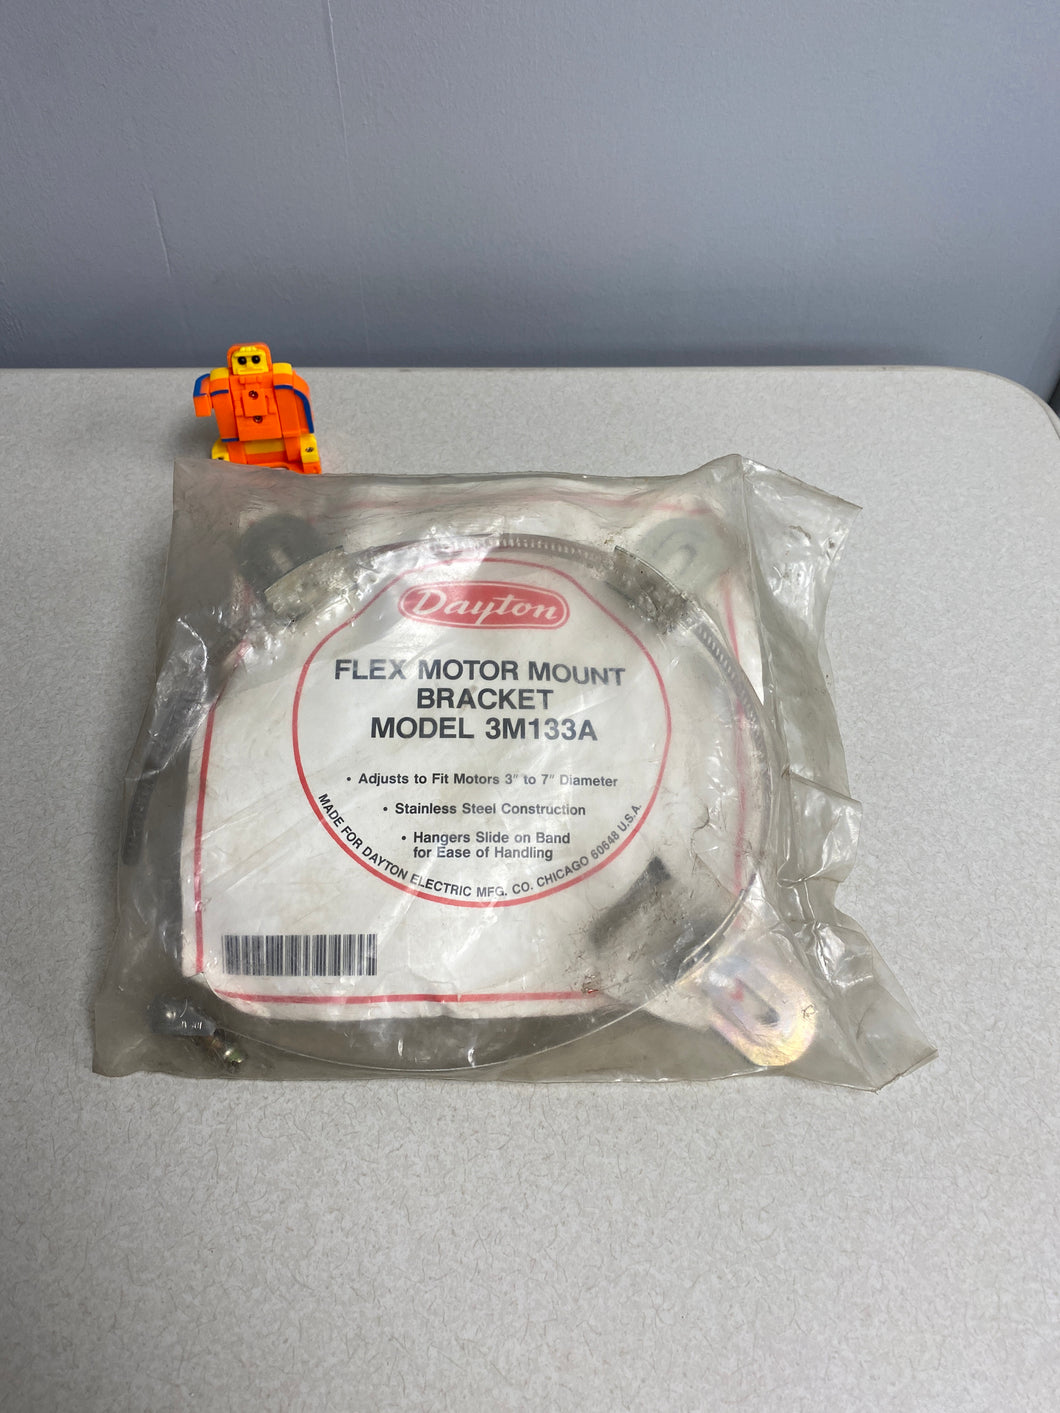 Dayton
FLEX MOTOR MOUNT
BRACKET
MODEL 3M133A
• Adjusts to Fit Motors 3" to 7" Diameter
• Stainless Steel Construction
• Hangers Slide on Band
for Ease of Handling
MADE FOR DAYTON ELECTRIC MFG. CO. CHICAGO 60648 U.S.A.